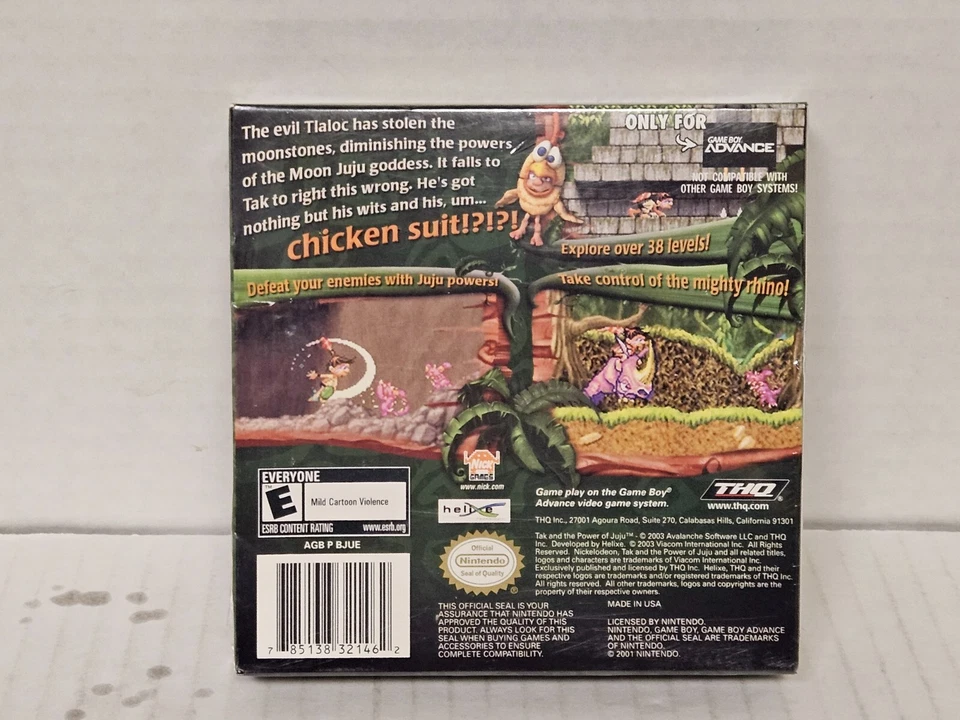 The evil Tlaloc has stolen the
moonstones, diminishing the powers
of the Moon Juju goddess. It falls to
Tak to right this wrong. He's got
nothing but his wits and his, um...
chicken suit!?!?!
ONLY FOR
GAME BOY
ADVANCE
NOT COMPATIBLE WITH
OTHER GAME BOY SYSTEMS!
Explore over 38 levels!
Defeat your enemies with Juju powers!
Take control of the mighty rhino!
EVERYONE
E
TM
Mild Cartoon Violence
ESRB CONTENT RATING www.esrb.org
AGB P BJUE
7 85138 32146 2
Nick
GAMES
www.nick.com
helixe
Official
Nintendo
Seal of Quality
®
THIS OFFICIAL SEAL IS YOUR
ASSURANCE THAT NINTENDO HAS
APPROVED THE QUALITY OF THIS
PRODUCT. ALWAYS LOOK FOR THIS
SEAL WHEN BUYING GAMES AND
ACCESSORIES TO ENSURE
COMPLETE COMPATIBILITY.
Game play on the Game Boy®
Advance video game system.
THQ®
www.thq.com
THQ Inc., 27001 Agoura Road, Suite 270, Calabasas Hills, California 91301
Tak and the Power of Juju™ - © 2003 Avalanche Software LLC and THQ
Inc. Developed by Helixe. © 2003 Viacom International Inc. All Rights
Reserved. Nickelodeon, Tak and the Power of Juju and all related titles,
logos and characters are trademarks of Viacom International Inc.
Exclusively published and licensed by THQ Inc. Helixe, THQ and their
respective logos are trademarks and/or registered trademarks of THQ Inc.
All rights reserved. All other trademarks, logos and copyrights are the
property of their respective owners.
MADE IN USA
LICENSED BY NINTENDO.
NINTENDO, GAME BOY, GAME BOY ADVANCE
AND THE OFFICIAL SEAL ARE TRADEMARKS
OF NINTENDO.
© 2001 NINTENDO.